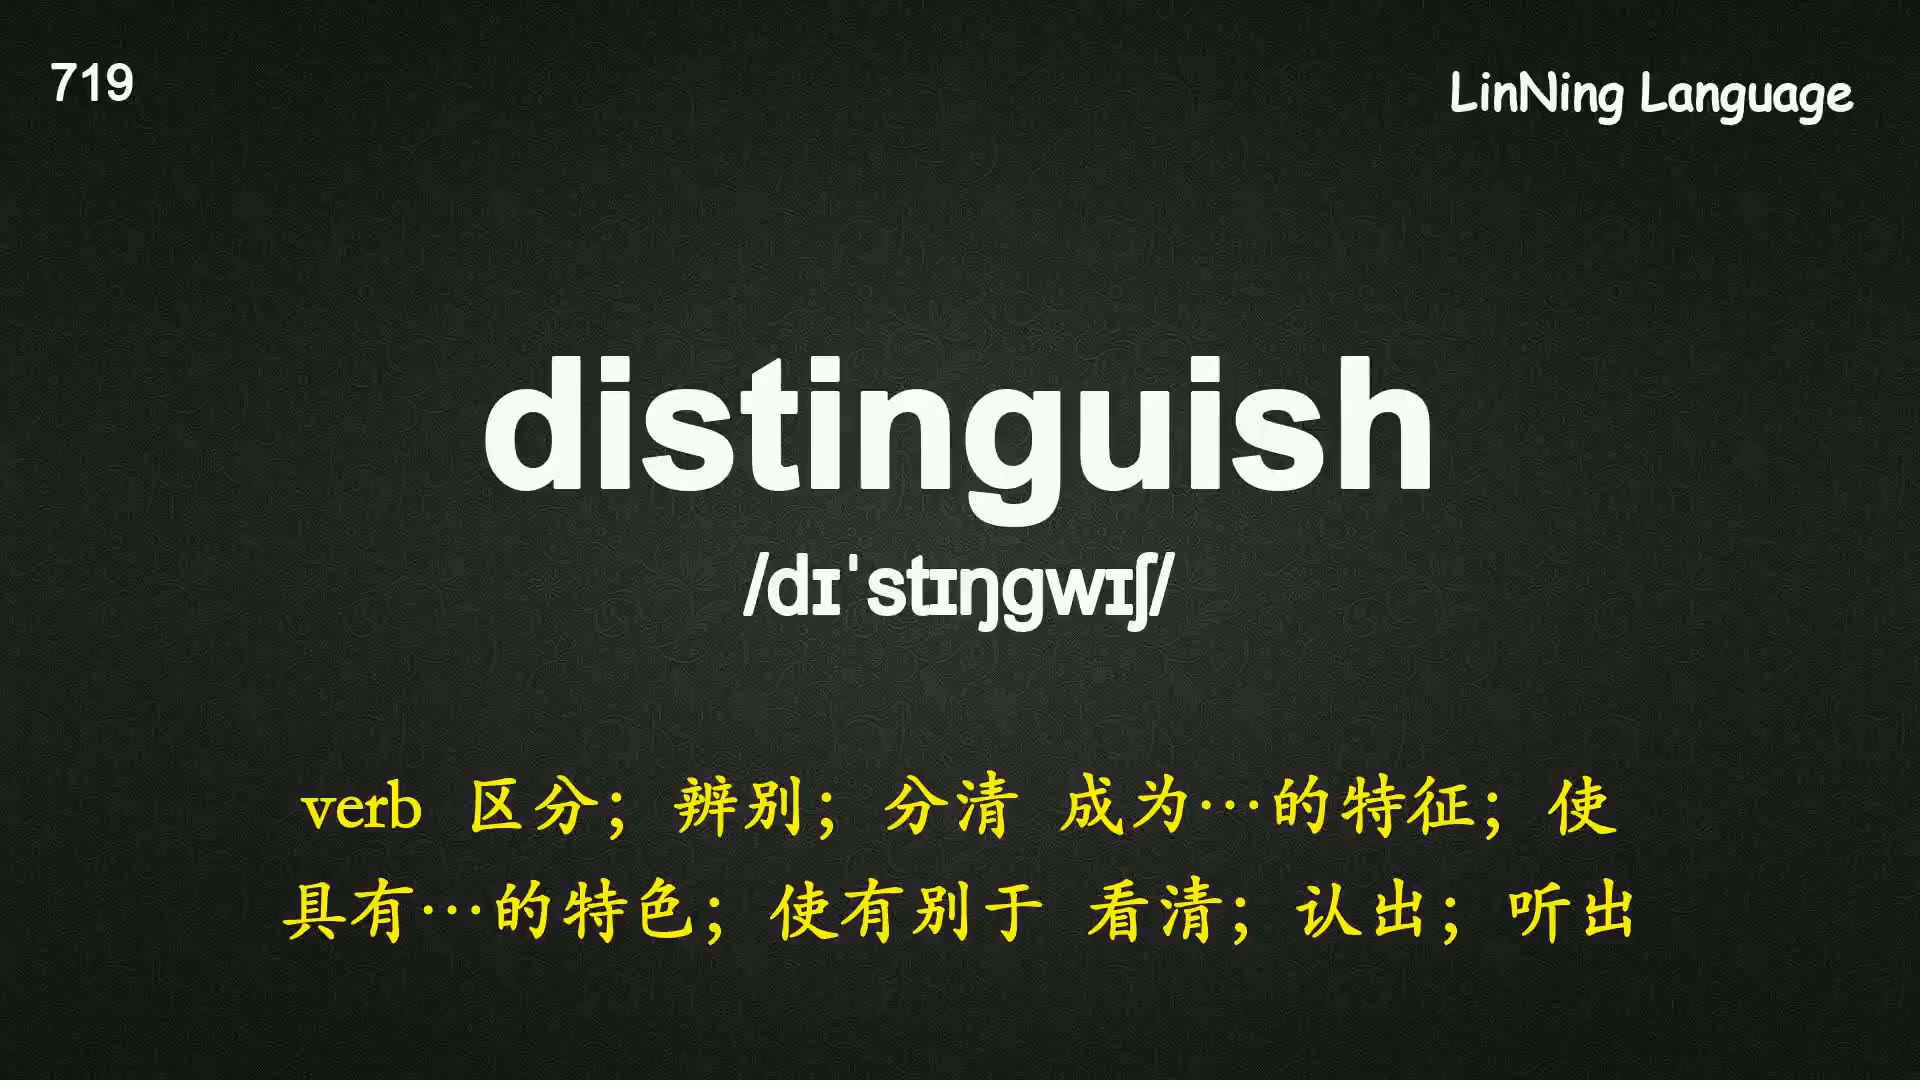 719
LinNing Language
distinguish
/dɪˈstɪŋɡwɪʃ/
verb 区分；辨别；分清 成为…的特征；使
具有…的特色；使有别于 看清；认出；听出